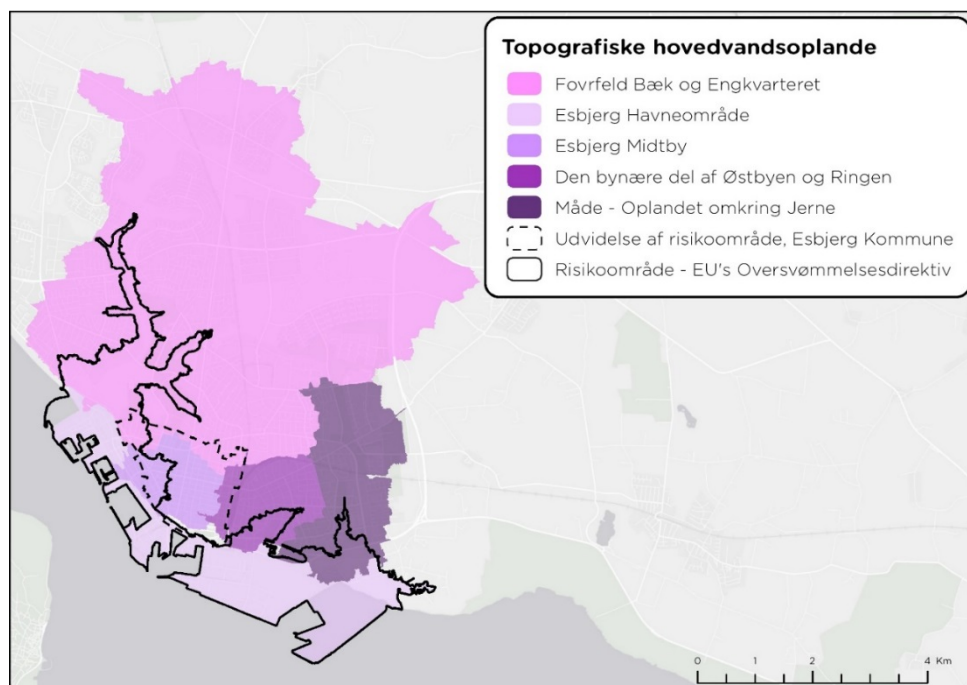 Topografiske hovedvandsoplande
Fovrfeld Bæk og Engkvarteret
Esbjerg Havneområde
Esbjerg Midtby
Den bynære del af Østbyen og Ringen
Måde - Oplandet omkring Jerne
Udvidelse af risikoområde, Esbjerg Kommune
Risikoområde - EU's Oversvømmelsesdirektiv
0 1 2 4 Km